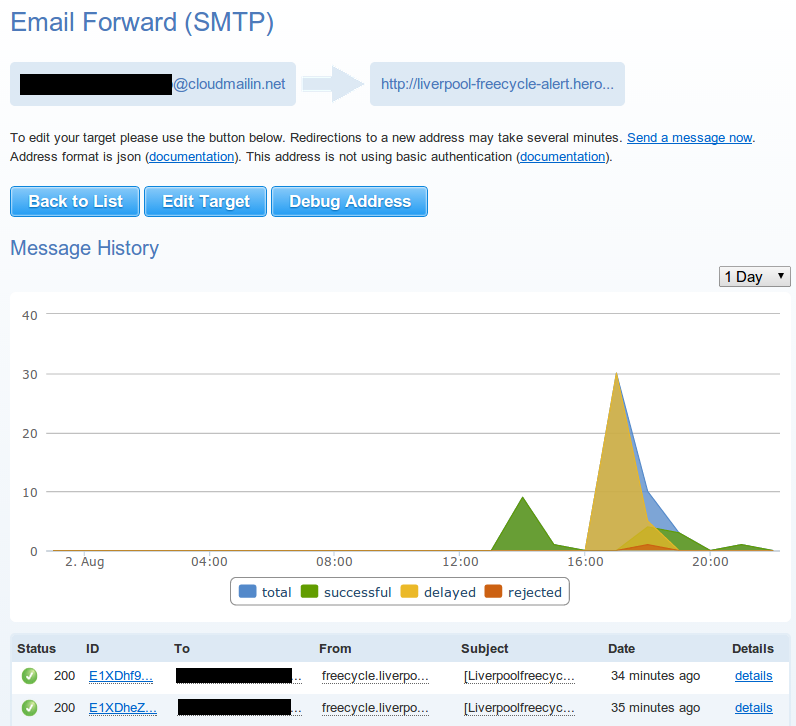 Email Forward (SMTP)
@cloudmailin.net
http://liverpool-freecycle-alert.hero...
To edit your target please use the button below. Redirections to a new address may take several minutes. Send a message now.
Address format is json (documentation). This address is not using basic authentication (documentation).
Back to List Edit Target Debug Address
Message History
1 Day
40
30
20
10
0
2. Aug 04:00 08:00 12:00 16:00 20:00
total successful delayed rejected
Status ID To From Subject Date Details
200 E1XDhf9... ... freecycle.liverpo... [Liverpoolfreecyc... 34 minutes ago details
200 E1XDheZ... ... freecycle.liverpo... [Liverpoolfreecyc... 35 minutes ago details